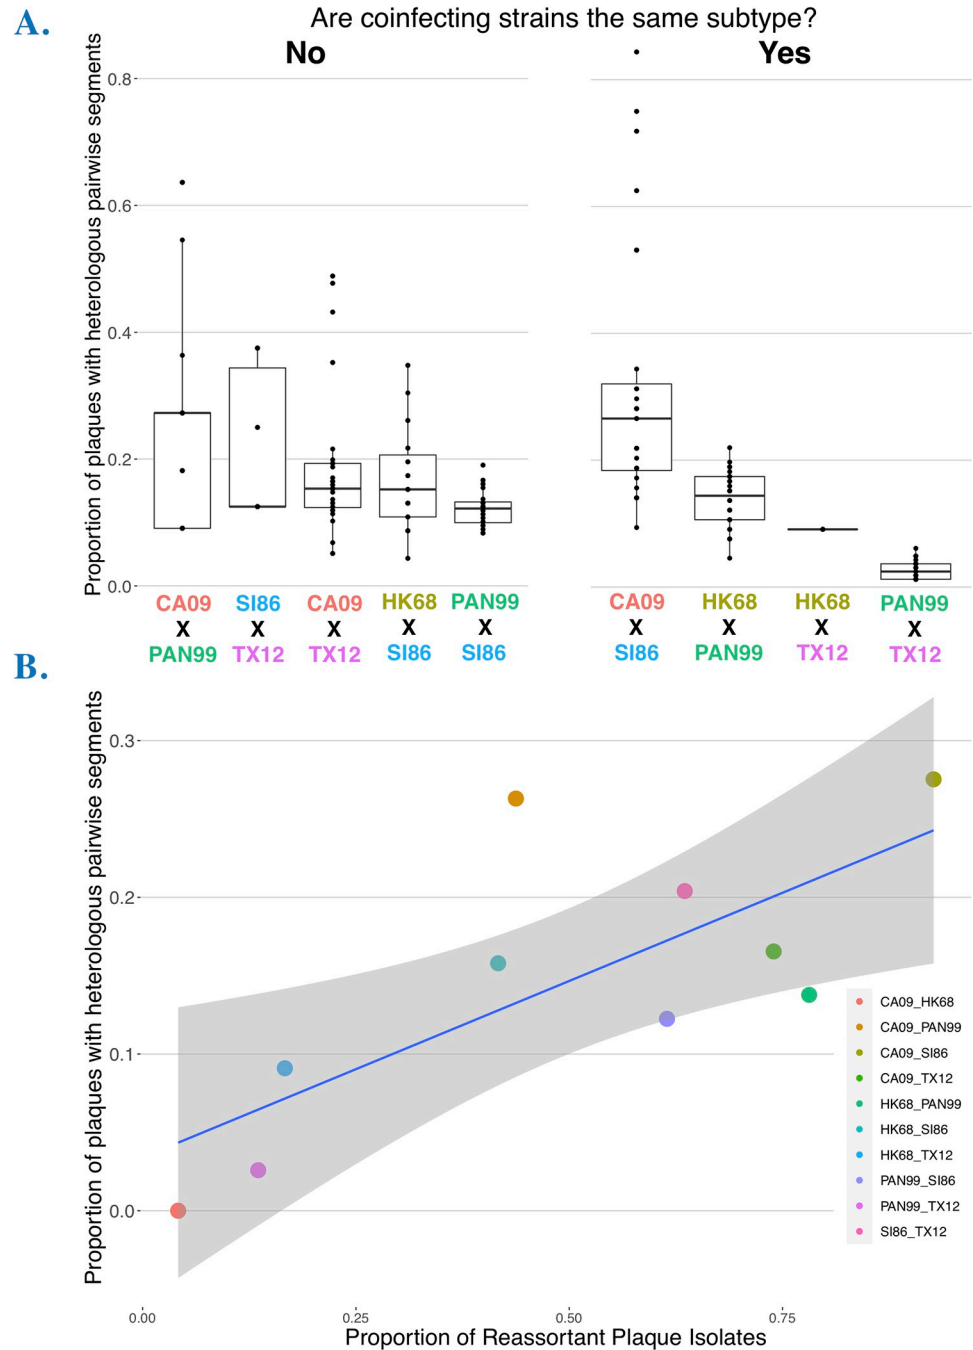 A.
Are coinfecting strains the same subtype?
No
Yes
Proportion of plaques with heterologous pairwise segments
0.8
0.6
0.4
0.2
0.0
CA09 SI86 CA09 HK68 PAN99 CA09 HK68 HK68 PAN99
X X X X X X X X X
PAN99 TX12 TX12 SI86 SI86 SI86 PAN99 TX12 TX12
B.
Proportion of plaques with heterologous pairwise segments
0.3
0.2
0.1
0.0
CA09_HK68
CA09_PAN99
CA09_SI86
CA09_TX12
HK68_PAN99
HK68_SI86
HK68_TX12
PAN99_SI86
PAN99_TX12
SI86_TX12
0.00 0.25 0.50 0.75
Proportion of Reassortant Plaque Isolates